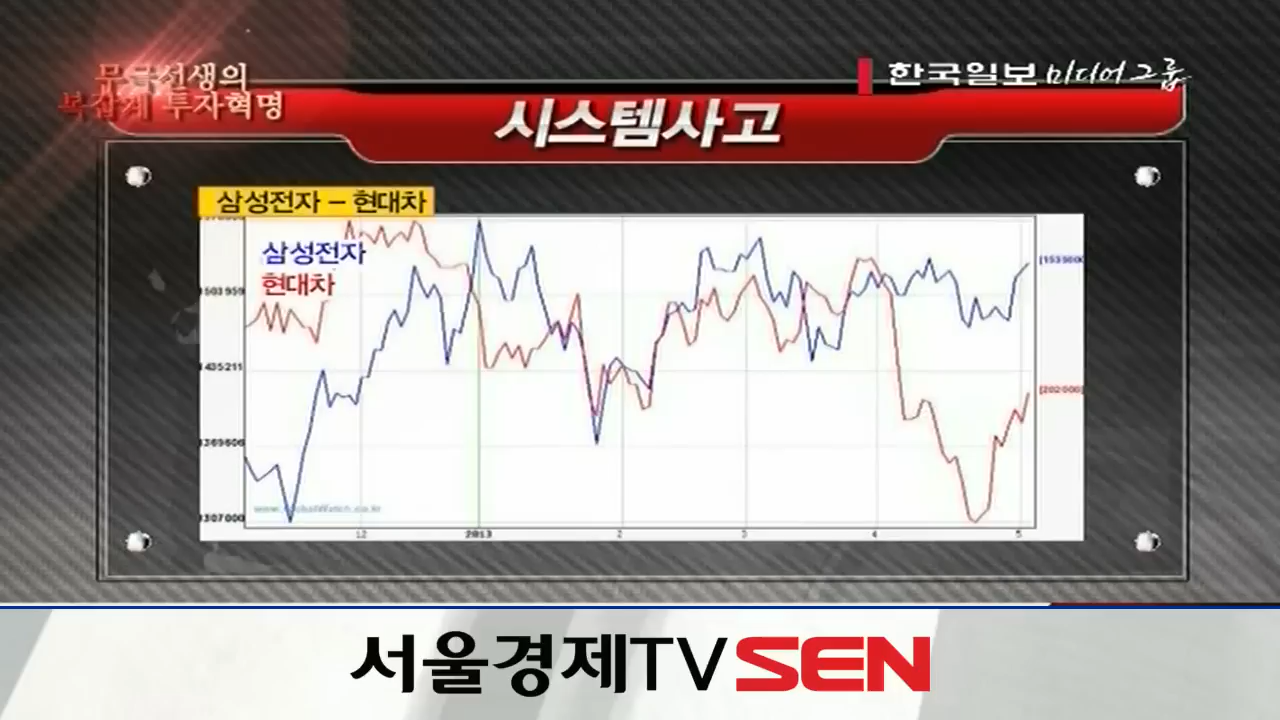 무극선생의
복잡계 투자혁명
한국일보 미디어그룹
시스템사고
삼성전자 - 현대차
삼성전자
현대차
1503959
1435211
1369606
1307000
[1535000
[202000]
12
2013
2
3
4
5
서울경제TV SEN